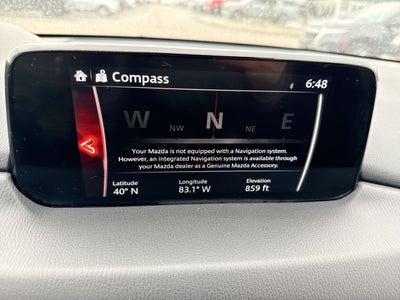 Compass
6:48
W NW N NE E
Your Mazda is not equipped with a Navigation system.
However, an integrated Navigation system is available through
your Mazda dealer as a Genuine Mazda Accessory.
Latitude Longitude Elevation
40° N 83.1° W 859 ft